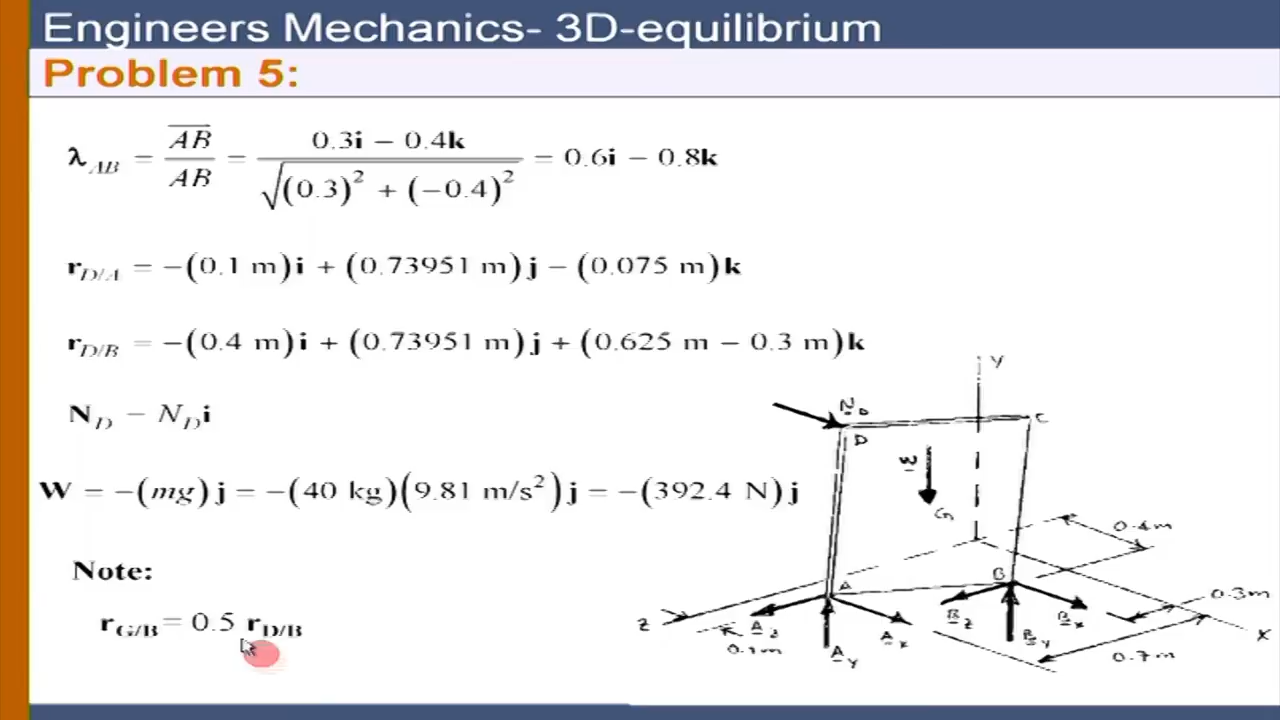 Engineers Mechanics- 3D-equilibrium
Problem 5:
λ_AB = AB/AB = (0.3i − 0.4k)/√((0.3)² + (−0.4)²) = 0.6i − 0.8k
r_D/A = −(0.1 m)i + (0.73951 m)j − (0.075 m)k
r_D/B = −(0.4 m)i + (0.73951 m)j + (0.625 m − 0.3 m)k
N_D − N_D i
W = −(mg)j = −(40 kg)(9.81 m/s²)j = −(392.4 N)j
Note:
r_G/B = 0.5 r_D/B
Y
N_D
D
C
W
G
0.4m
A
B
0.3m
Z
A_z
A_x
B_z
B_x
X
0.1m
A_y
B_y
0.7m